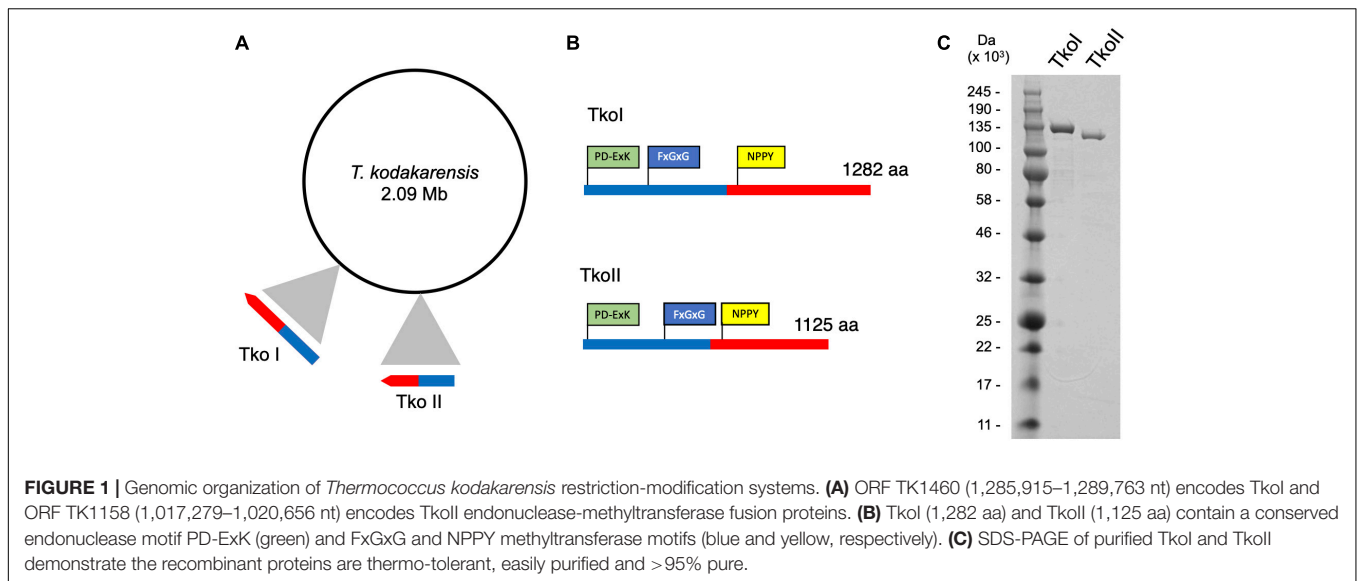 A
T. kodakarensis
2.09 Mb
Tko I
Tko II
B
TkoI
PD-ExK
FxGxG
NPPY
1282 aa
TkoII
PD-ExK
FxGxG
NPPY
1125 aa
C
Da
(x 10³)
TkoI
TkoII
245 -
190 -
135 -
100 -
80 -
58 -
46 -
32 -
25 -
22 -
17 -
11 -
FIGURE 1 | Genomic organization of Thermococcus kodakarensis restriction-modification systems. (A) ORF TK1460 (1,285,915–1,289,763 nt) encodes TkoI and
ORF TK1158 (1,017,279–1,020,656 nt) encodes TkoII endonuclease-methyltransferase fusion proteins. (B) TkoI (1,282 aa) and TkoII (1,125 aa) contain a conserved
endonuclease motif PD-ExK (green) and FxGxG and NPPY methyltransferase motifs (blue and yellow, respectively). (C) SDS-PAGE of purified TkoI and TkoII
demonstrate the recombinant proteins are thermo-tolerant, easily purified and >95% pure.